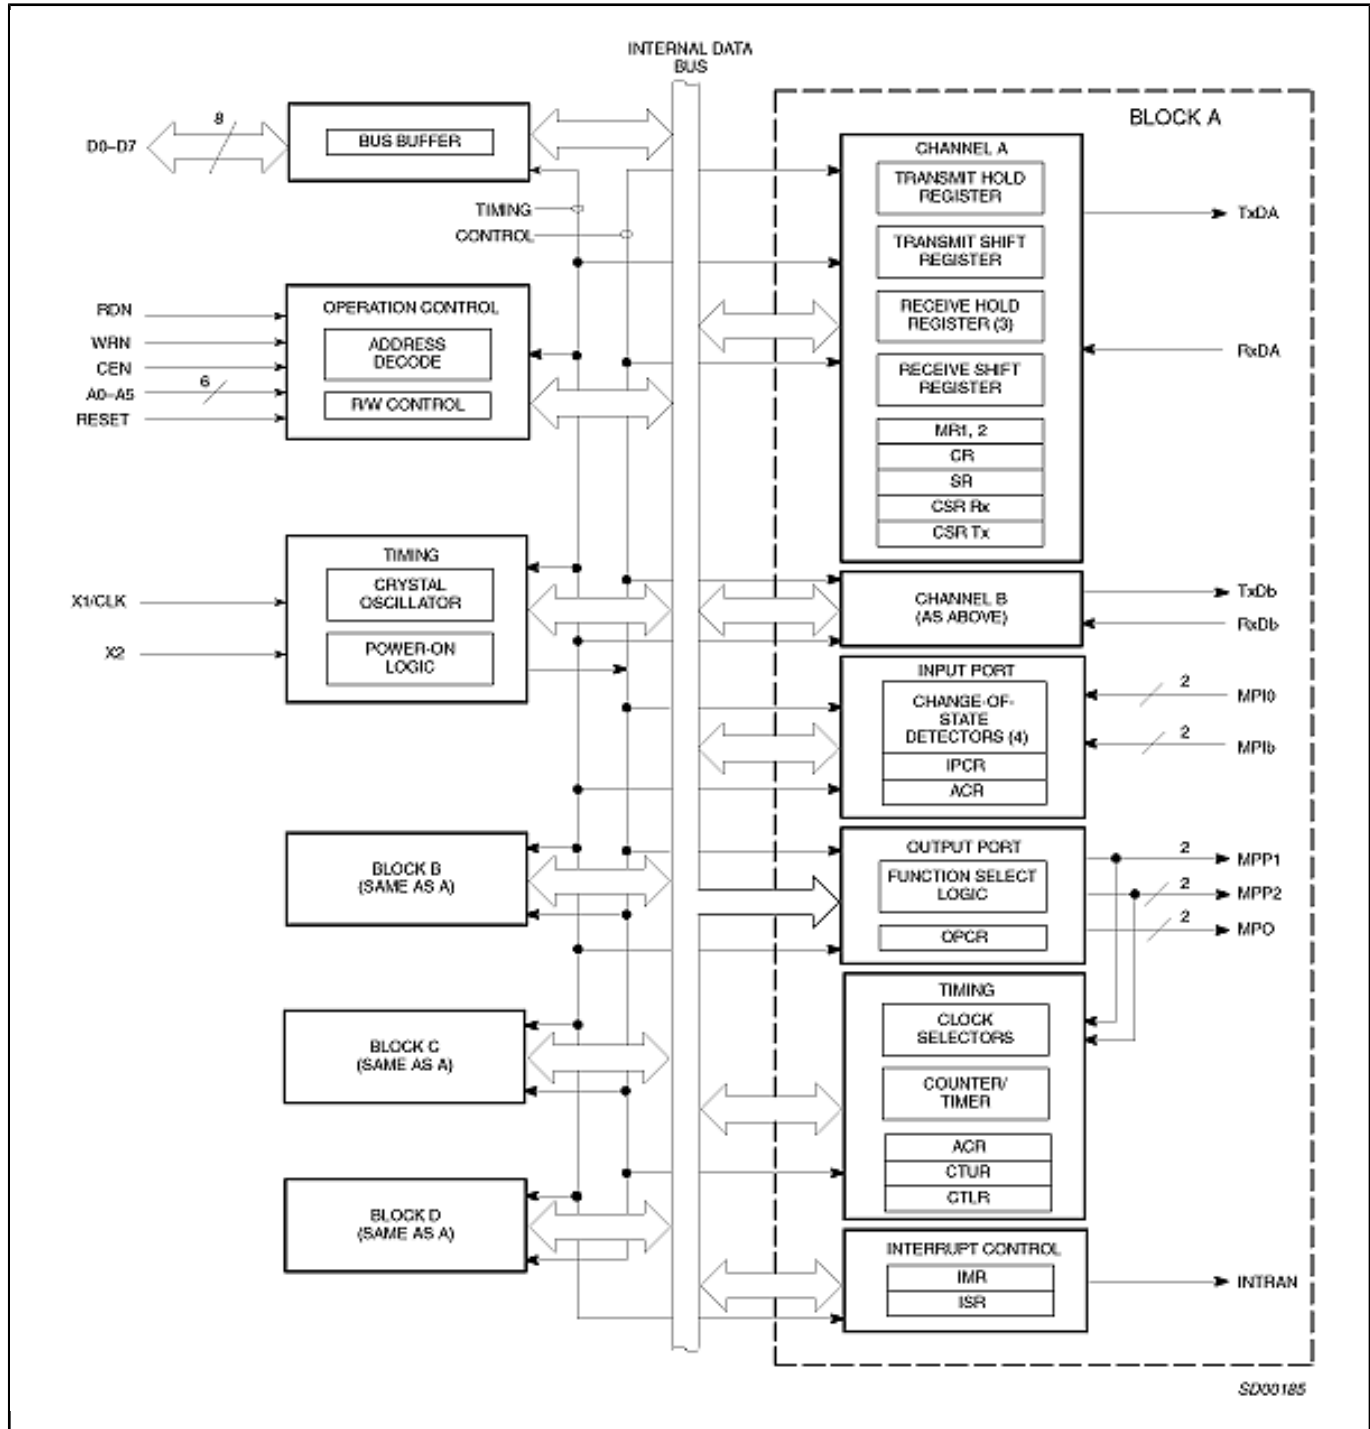 INTERNAL DATA
BUS
BLOCK A
8
D0–D7
BUS BUFFER
TIMING
CONTROL
RDN
WRN
CEN
A0–A5
6
RESET
OPERATION CONTROL
ADDRESS
DECODE
R/W CONTROL
X1/CLK
X2
TIMING
CRYSTAL
OSCILLATOR
POWER-ON
LOGIC
BLOCK B
(SAME AS A)
BLOCK C
(SAME AS A)
BLOCK D
(SAME AS A)
CHANNEL A
TRANSMIT HOLD
REGISTER
TRANSMIT SHIFT
REGISTER
RECEIVE HOLD
REGISTER (3)
RECEIVE SHIFT
REGISTER
MR1, 2
CR
SR
CSR Rx
CSR Tx
TxDA
RxDA
CHANNEL B
(AS ABOVE)
TxDb
RxDb
INPUT PORT
CHANGE-OF-
STATE
DETECTORS (4)
IPCR
ACR
2
MPI0
2
MPIb
OUTPUT PORT
FUNCTION SELECT
LOGIC
OPCR
2
MPP1
2
MPP2
2
MPO
TIMING
CLOCK
SELECTORS
COUNTER/
TIMER
ACR
CTUR
CTLR
INTERRUPT CONTROL
IMR
ISR
INTRAN
SD00185